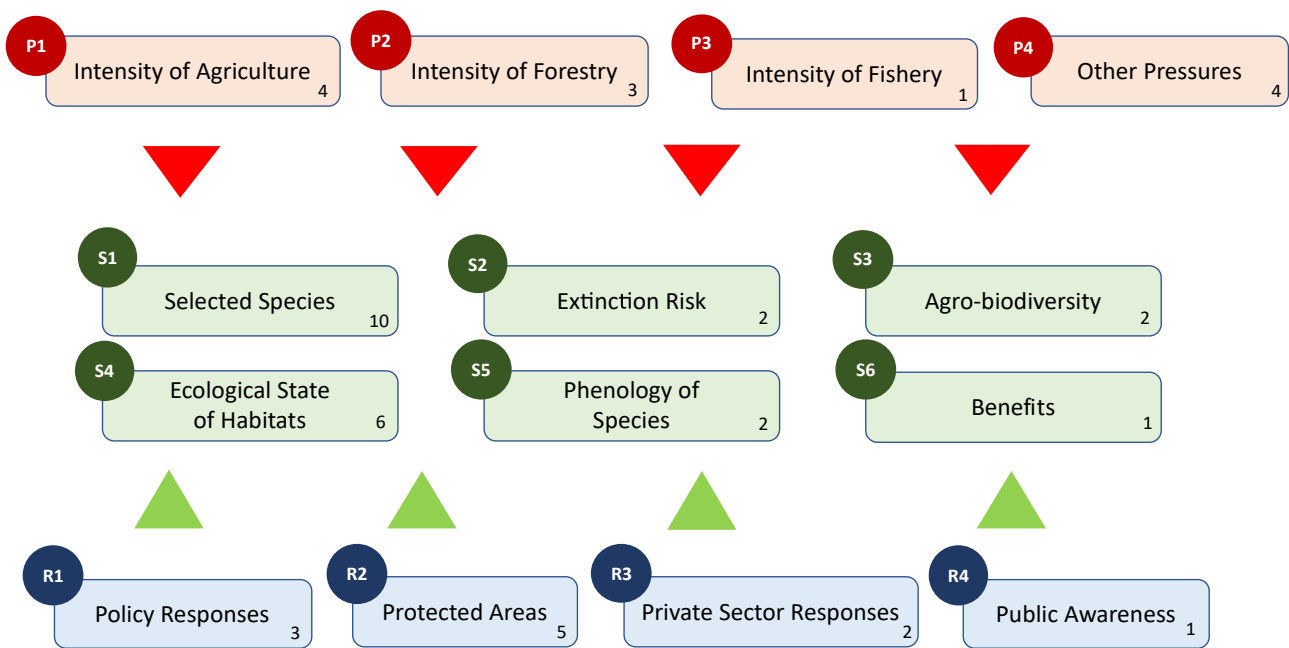 P1
Intensity of Agriculture
4
P2
Intensity of Forestry
3
P3
Intensity of Fishery
1
P4
Other Pressures
4
S1
Selected Species
10
S2
Extinction Risk
2
S3
Agro-biodiversity
2
S4
Ecological State
of Habitats
6
S5
Phenology of
Species
2
S6
Benefits
1
R1
Policy Responses
3
R2
Protected Areas
5
R3
Private Sector Responses
2
R4
Public Awareness
1